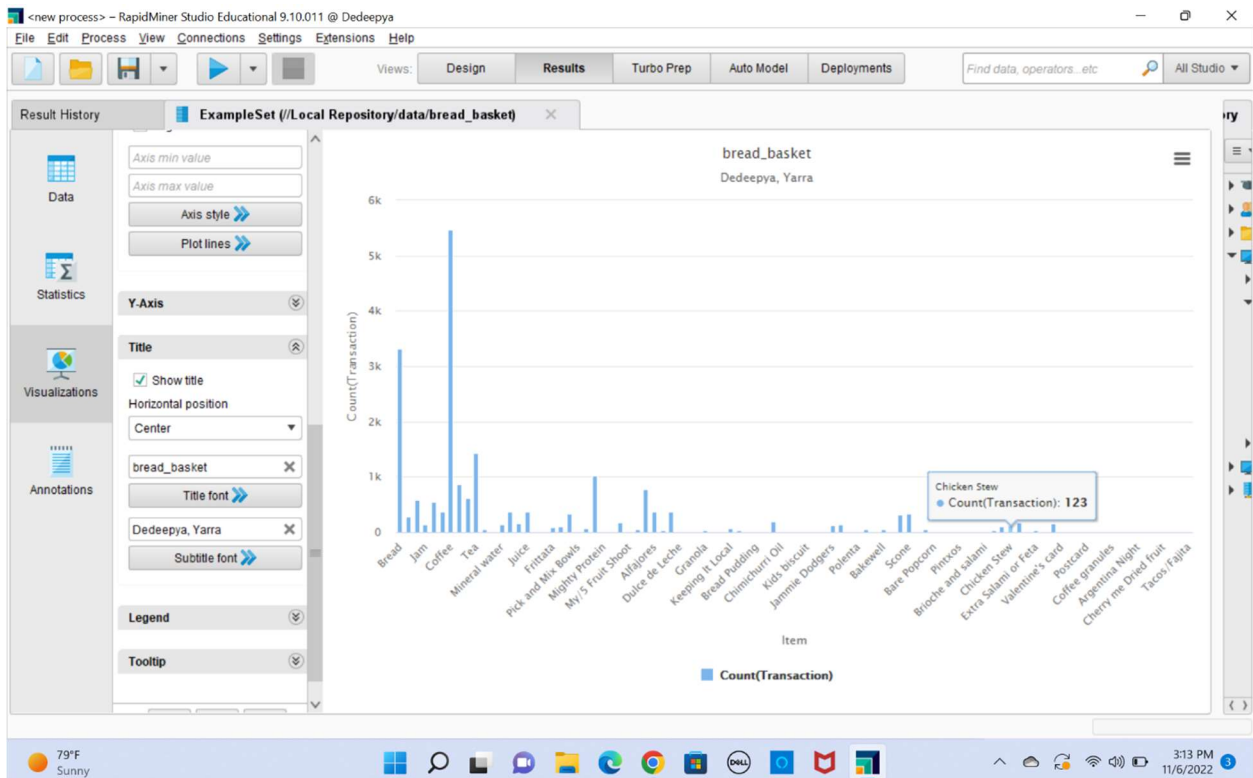 <new process> – RapidMiner Studio Educational 9.10.011 @ Dedeepya
File Edit Process View Connections Settings Extensions Help
Views: Design Results Turbo Prep Auto Model Deployments Find data, operators...etc All Studio
Result History
ExampleSet (//Local Repository/data/bread_basket)
Data
Statistics
Visualizations
Annotations
Axis min value
Axis max value
Axis style
Plot lines
Y-Axis
Title
Show title
Horizontal position
Center
bread_basket
Title font
Dedeepya, Yarra
Subtitle font
Legend
Tooltip
bread_basket
Dedeepya, Yarra
Count(Transaction)
6k
5k
4k
3k
2k
1k
0
Chicken Stew
Count(Transaction): 123
Bread
Jam
Coffee
Tea
Mineral water
Juice
Frittata
Pick and Mix Bowls
Mighty Protein
My/5 Fruit Shoot
Alfajores
Dulce de Leche
Granola
Keeping It Local
Bread Pudding
Chimichurri Oil
Kids biscuit
Jammie Dodgers
Polenta
Bakewell
Scone
Bare Popcorn
Pintxos
Brioche and salami
Chicken Stew
Extra Salami or Feta
Valentine's card
Postcard
Coffee granules
Argentina Night
Cherry me Dried fruit
Tacos/Fajita
Item
Count(Transaction)
ry
79°F
Sunny
DELL
3:13 PM
11/6/2022
3